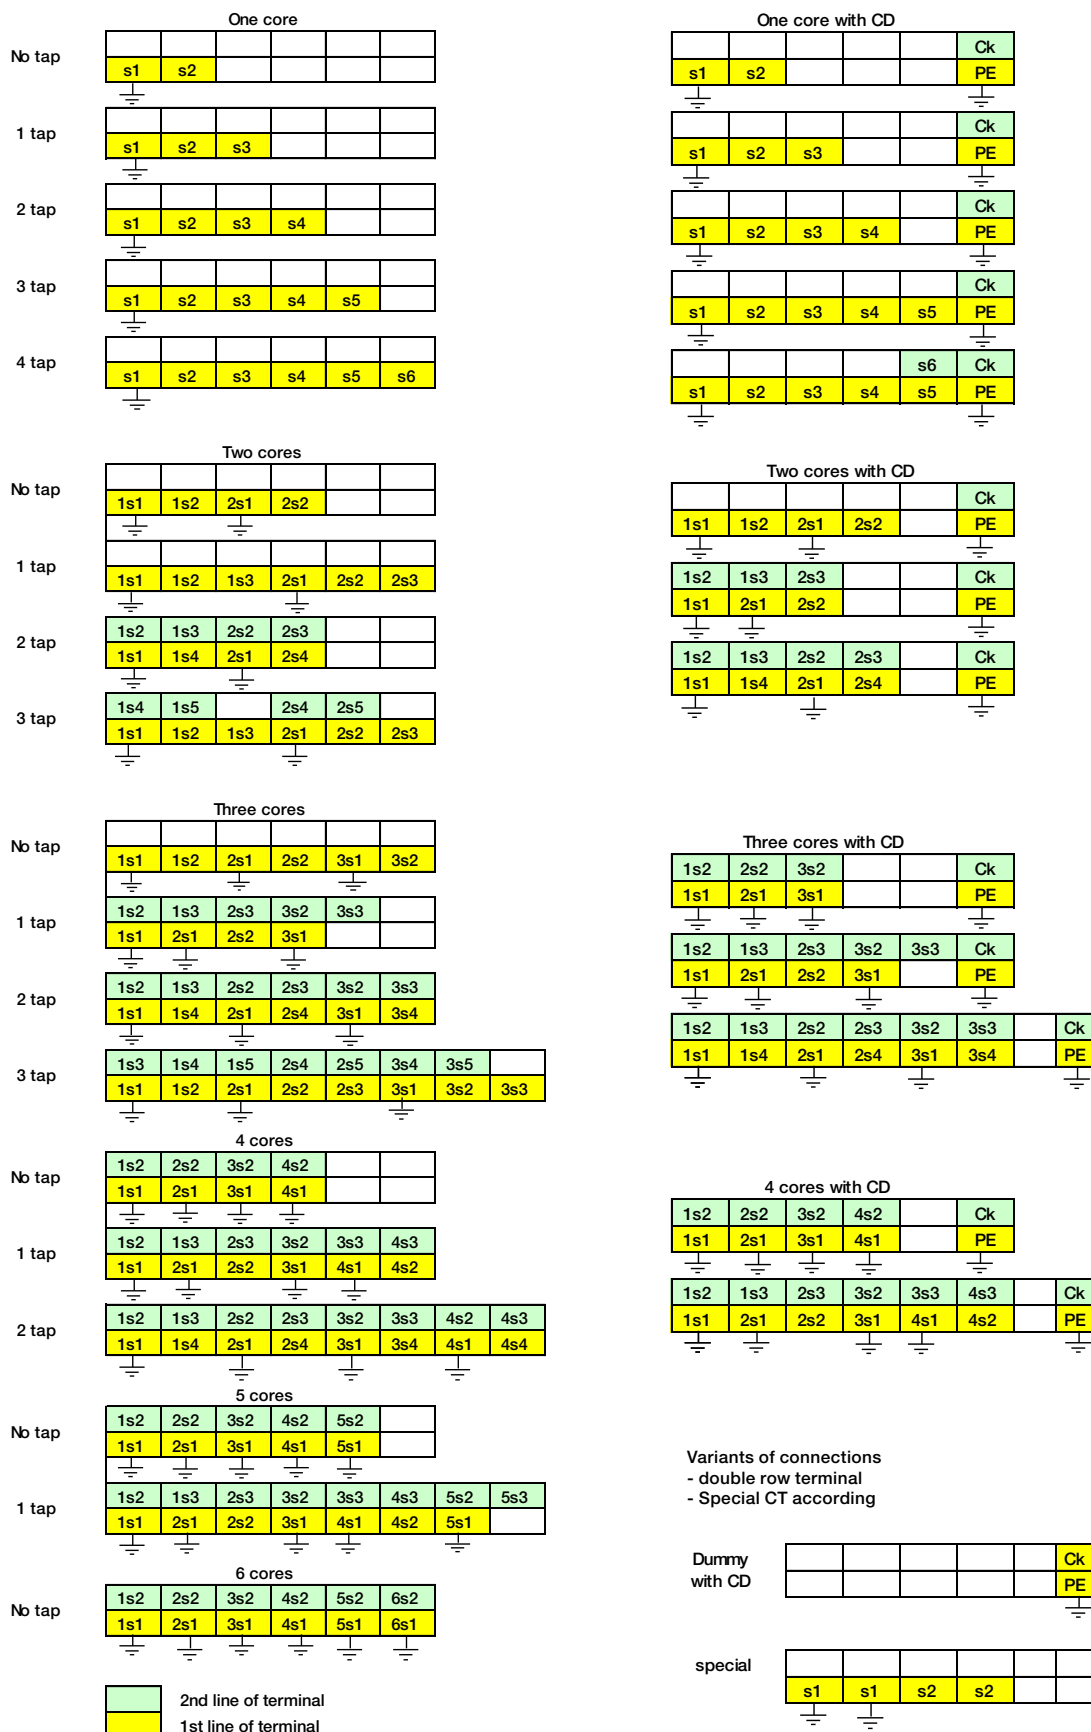 One core
No tap
s1 s2
1 tap
s1 s2 s3
2 tap
s1 s2 s3 s4
3 tap
s1 s2 s3 s4 s5
4 tap
s1 s2 s3 s4 s5 s6
Two cores
No tap
1s1 1s2 2s1 2s2
1 tap
1s1 1s2 1s3 2s1 2s2 2s3
2 tap
1s2 1s3 2s2 2s3
1s1 1s4 2s1 2s4
3 tap
1s4 1s5 2s4 2s5
1s1 1s2 1s3 2s1 2s2 2s3
Three cores
No tap
1s1 1s2 2s1 2s2 3s1 3s2
1 tap
1s2 1s3 2s3 3s2 3s3
1s1 2s1 2s2 3s1
2 tap
1s2 1s3 2s2 2s3 3s2 3s3
1s1 1s4 2s1 2s4 3s1 3s4
3 tap
1s3 1s4 1s5 2s4 2s5 3s4 3s5
1s1 1s2 2s1 2s2 2s3 3s1 3s2 3s3
4 cores
No tap
1s2 2s2 3s2 4s2
1s1 2s1 3s1 4s1
1 tap
1s2 1s3 2s3 3s2 3s3 4s3
1s1 2s1 2s2 3s1 4s1 4s2
2 tap
1s2 1s3 2s2 2s3 3s2 3s3 4s2 4s3
1s1 1s4 2s1 2s4 3s1 3s4 4s1 4s4
5 cores
No tap
1s2 2s2 3s2 4s2 5s2
1s1 2s1 3s1 4s1 5s1
1 tap
1s2 1s3 2s3 3s2 3s3 4s3 5s2 5s3
1s1 2s1 2s2 3s1 4s1 4s2 5s1
6 cores
No tap
1s2 2s2 3s2 4s2 5s2 6s2
1s1 2s1 3s1 4s1 5s1 6s1
2nd line of terminal
1st line of terminal
One core with CD
Ck
s1 s2 PE
Ck
s1 s2 s3 PE
Ck
s1 s2 s3 s4 PE
Ck
s1 s2 s3 s4 s5 PE
s6 Ck
s1 s2 s3 s4 s5 PE
Two cores with CD
Ck
1s1 1s2 2s1 2s2 PE
1s2 1s3 2s3 Ck
1s1 2s1 2s2 PE
1s2 1s3 2s2 2s3 Ck
1s1 1s4 2s1 2s4 PE
Three cores with CD
1s2 2s2 3s2 Ck
1s1 2s1 3s1 PE
1s2 1s3 2s3 3s2 3s3 Ck
1s1 2s1 2s2 3s1 PE
1s2 1s3 2s2 2s3 3s2 3s3 Ck
1s1 1s4 2s1 2s4 3s1 3s4 PE
4 cores with CD
1s2 2s2 3s2 4s2 Ck
1s1 2s1 3s1 4s1 PE
1s2 1s3 2s3 3s2 3s3 4s3 Ck
1s1 2s1 2s2 3s1 4s1 4s2 PE
Variants of connections
- double row terminal
- Special CT according
Dummy
with CD
Ck
PE
special
s1 s1 s2 s2